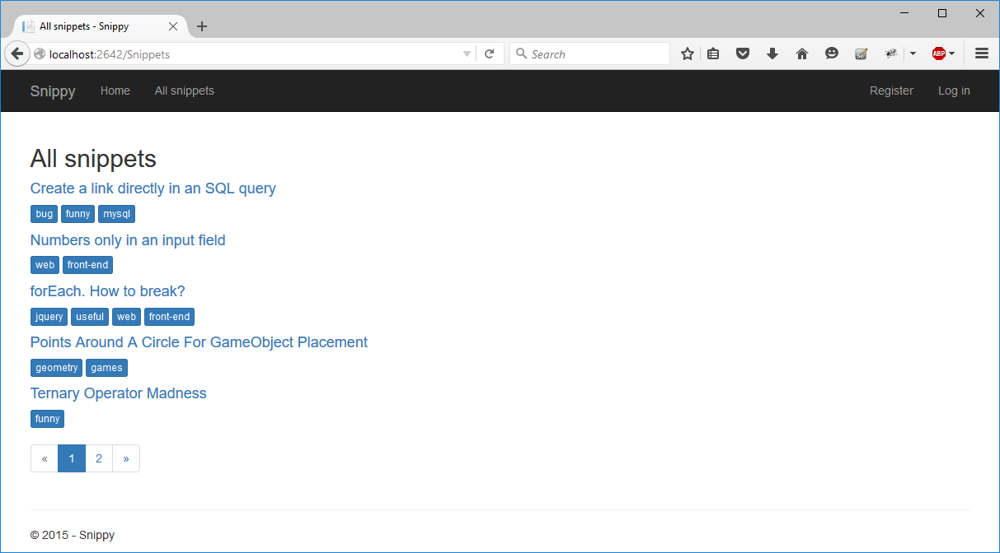 All snippets - Snippy
localhost:2642/Snippets
Search
ABP
Snippy Home All snippets Register Log in
All snippets
Create a link directly in an SQL query
bug funny mysql
Numbers only in an input field
web front-end
forEach. How to break?
jquery useful web front-end
Points Around A Circle For GameObject Placement
geometry games
Ternary Operator Madness
funny
« 1 2 »
© 2015 - Snippy